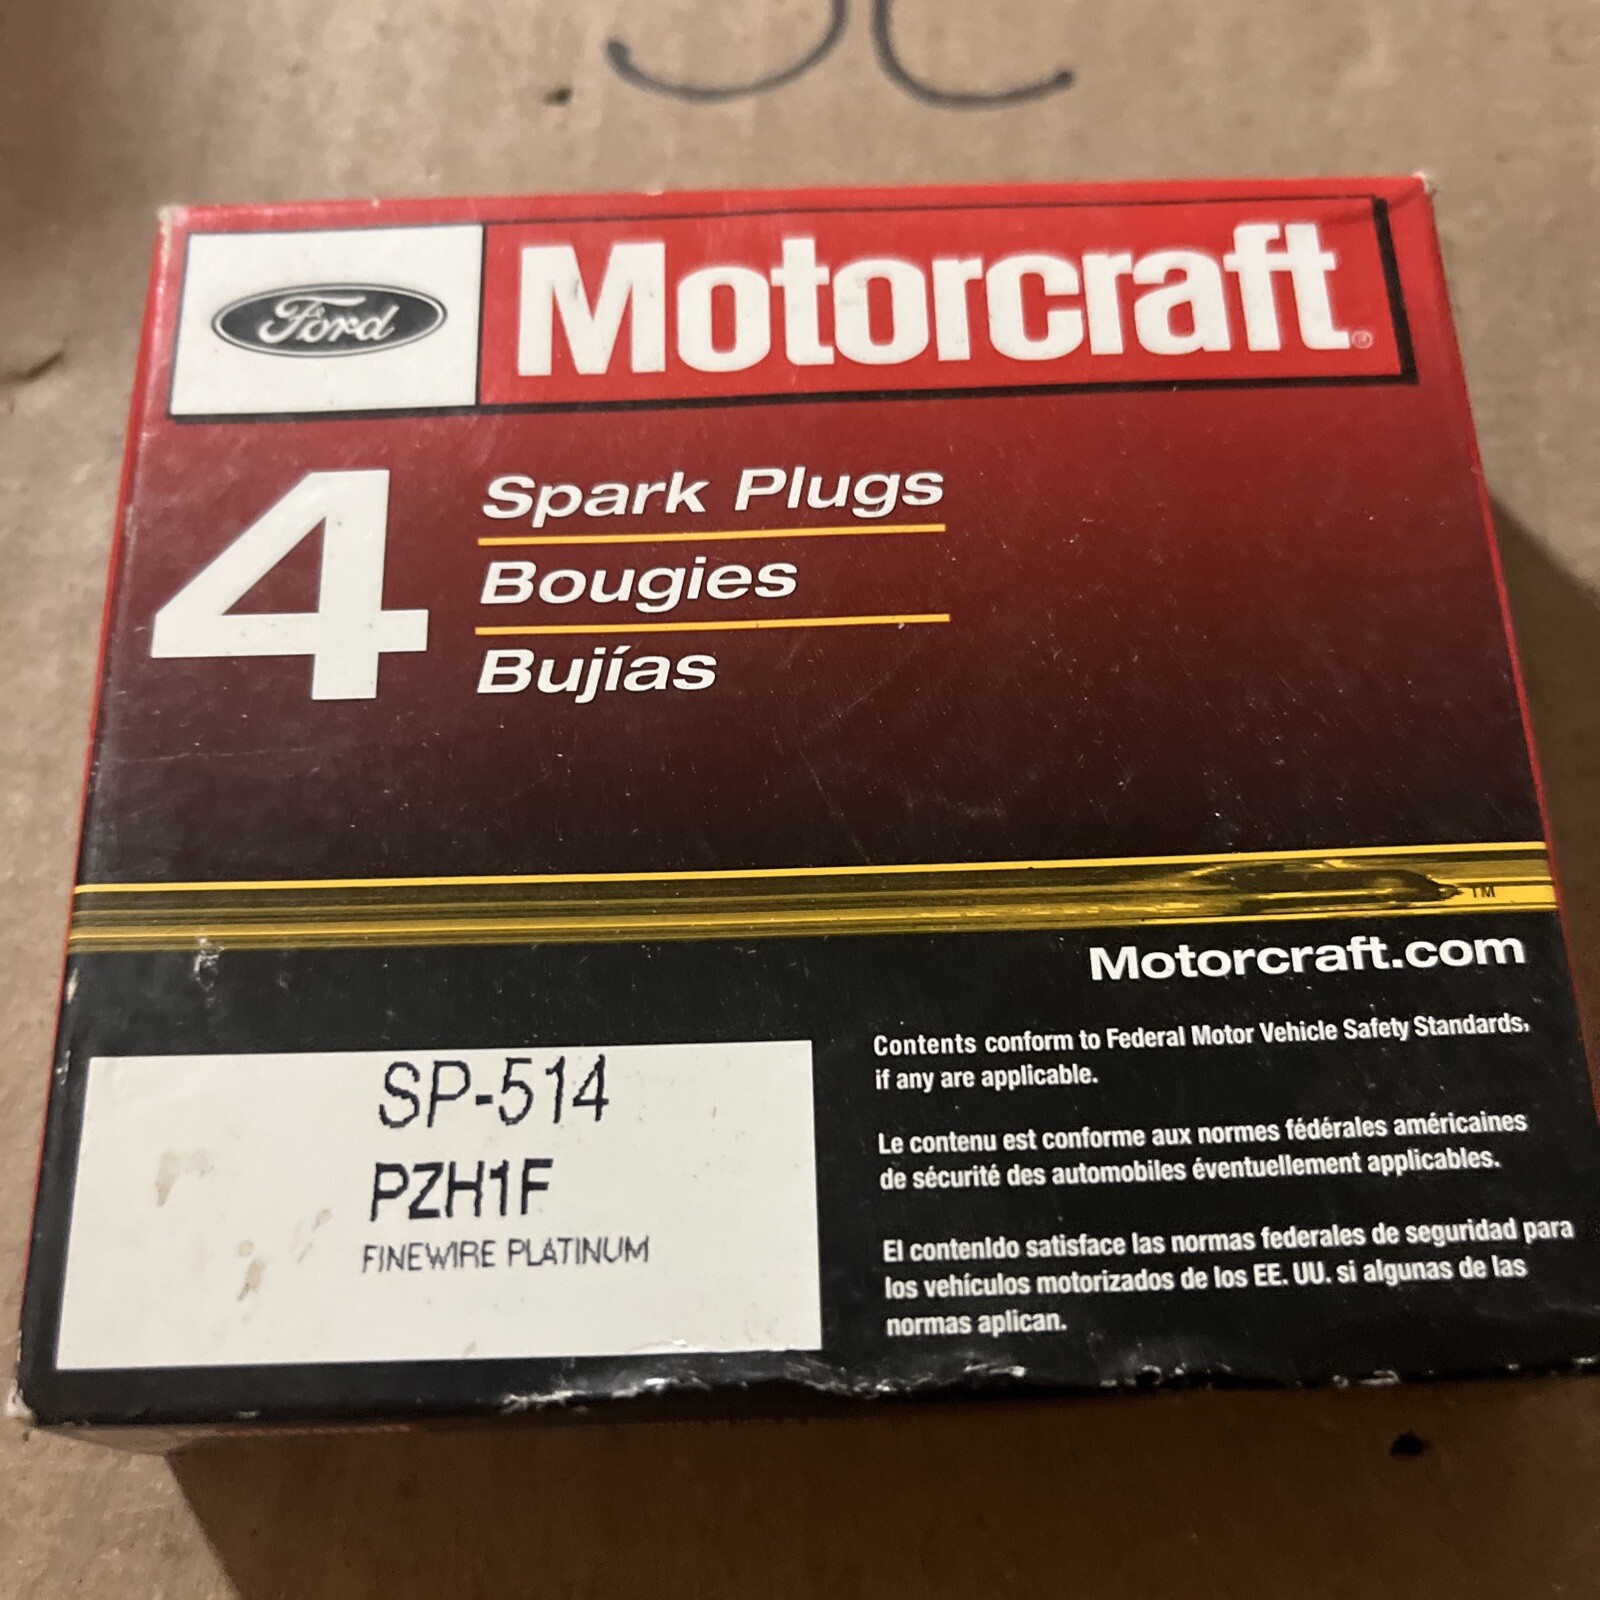 Ford
Motorcraft®
4
Spark Plugs
Bougies
Bujías
TM
Motorcraft.com
Contents conform to Federal Motor Vehicle Safety Standards,
if any are applicable.
Le contenu est conforme aux normes fédérales américaines
de sécurité des automobiles éventuellement applicables.
El contenido satisface las normas federales de seguridad para
los vehículos motorizados de los EE. UU. si algunas de las
normas aplican.
SP-514
PZH1F
FINEWIRE PLATINUM